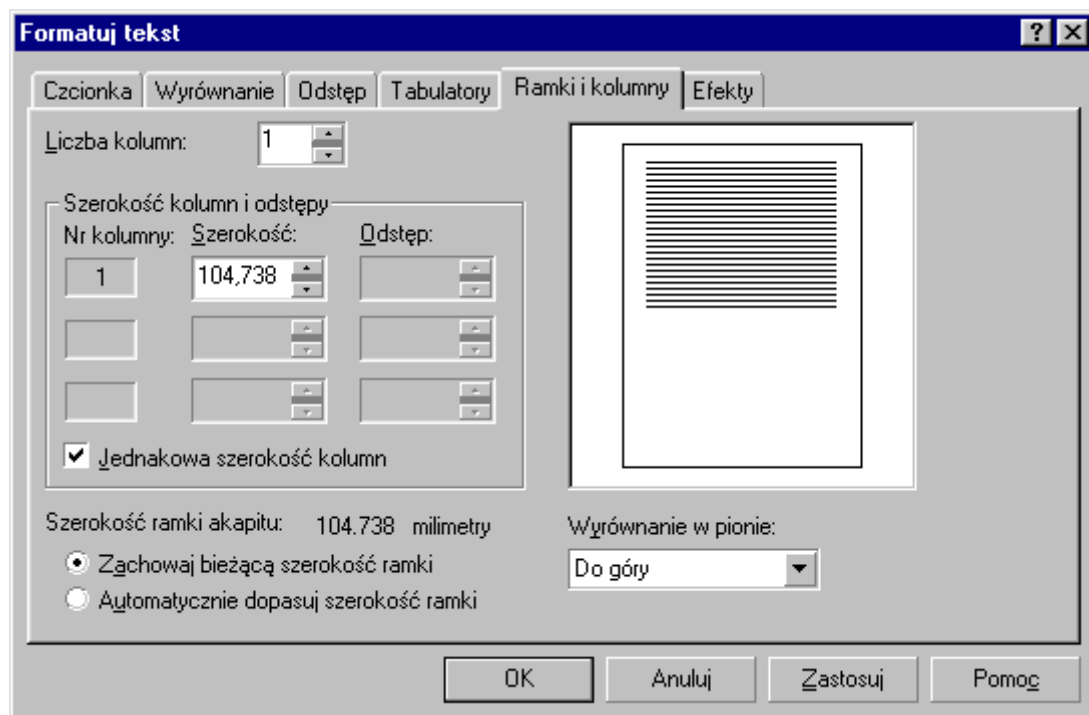 Formatuj tekst
Czcionka Wyrównanie Odstęp Tabulatory Ramki i kolumny Efekty
Liczba kolumn: 1
Szerokość kolumn i odstępy
Nr kolumny: Szerokość: Odstęp:
1 104,738
Jednakowa szerokość kolumn
Szerokość ramki akapitu: 104.738 milimetry
Zachowaj bieżącą szerokość ramki
Automatycznie dopasuj szerokość ramki
Wyrównanie w pionie:
Do góry
OK Anuluj Zastosuj Pomoc